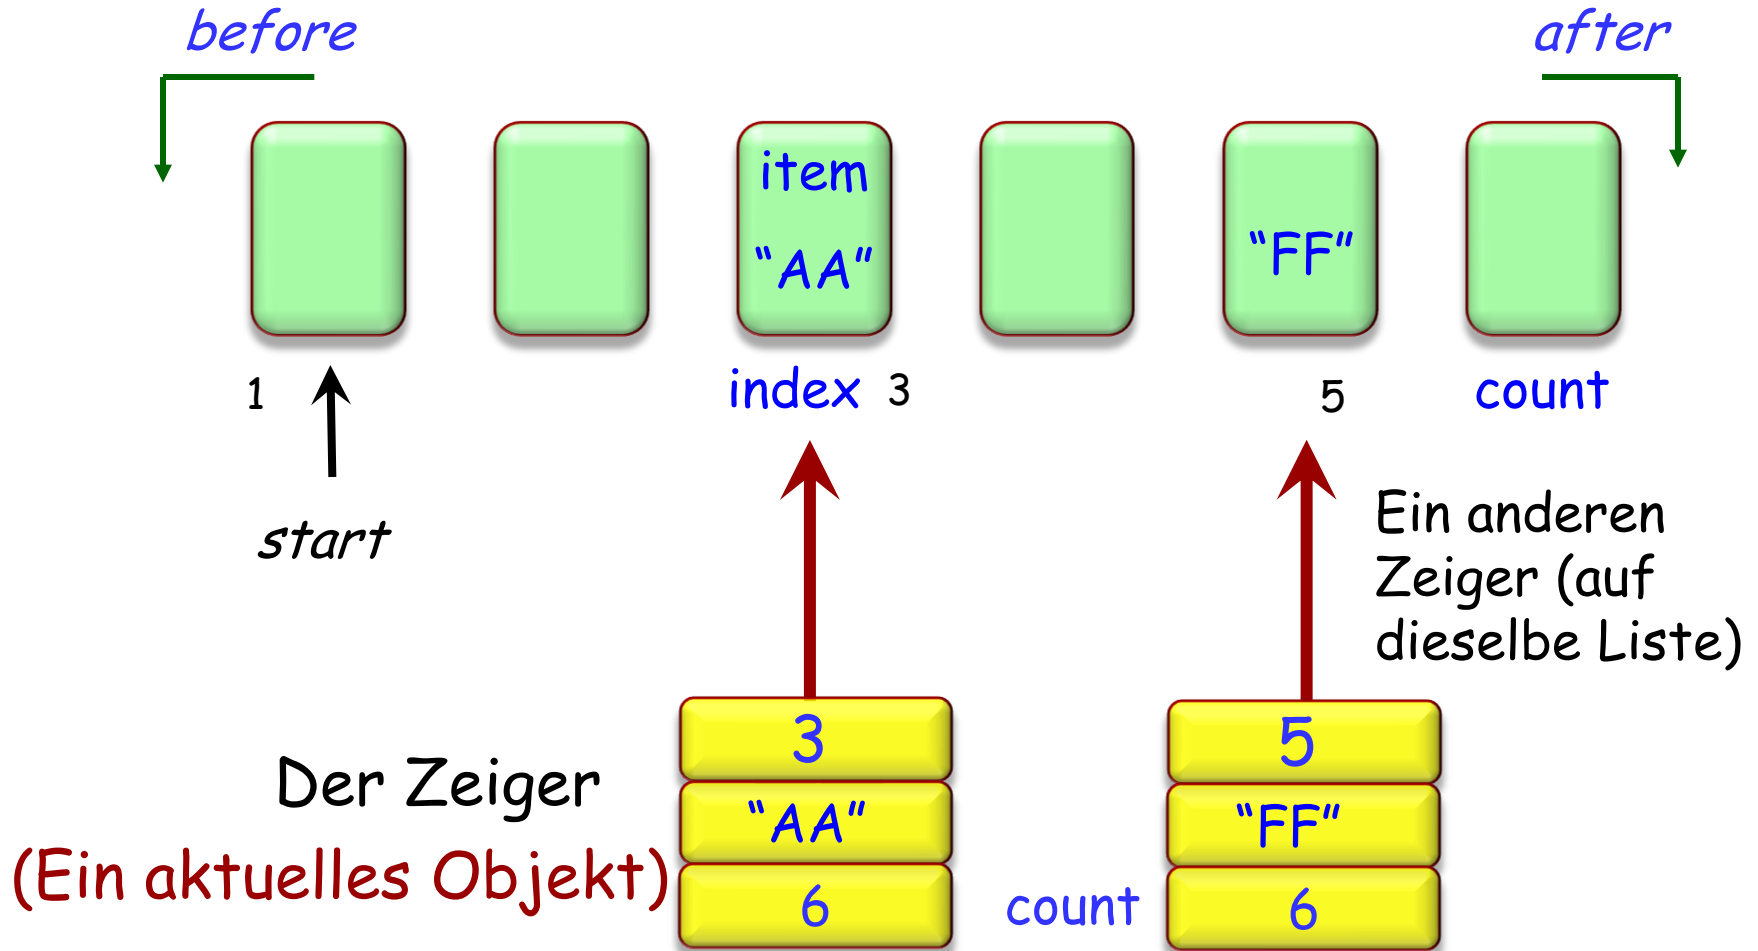 before
after
item
“AA”
“FF”
1
index 3
5
count
start
Ein anderen
Zeiger (auf
dieselbe Liste)
3
5
Der Zeiger
“AA”
“FF”
(Ein aktuelles Objekt)
6
count
6